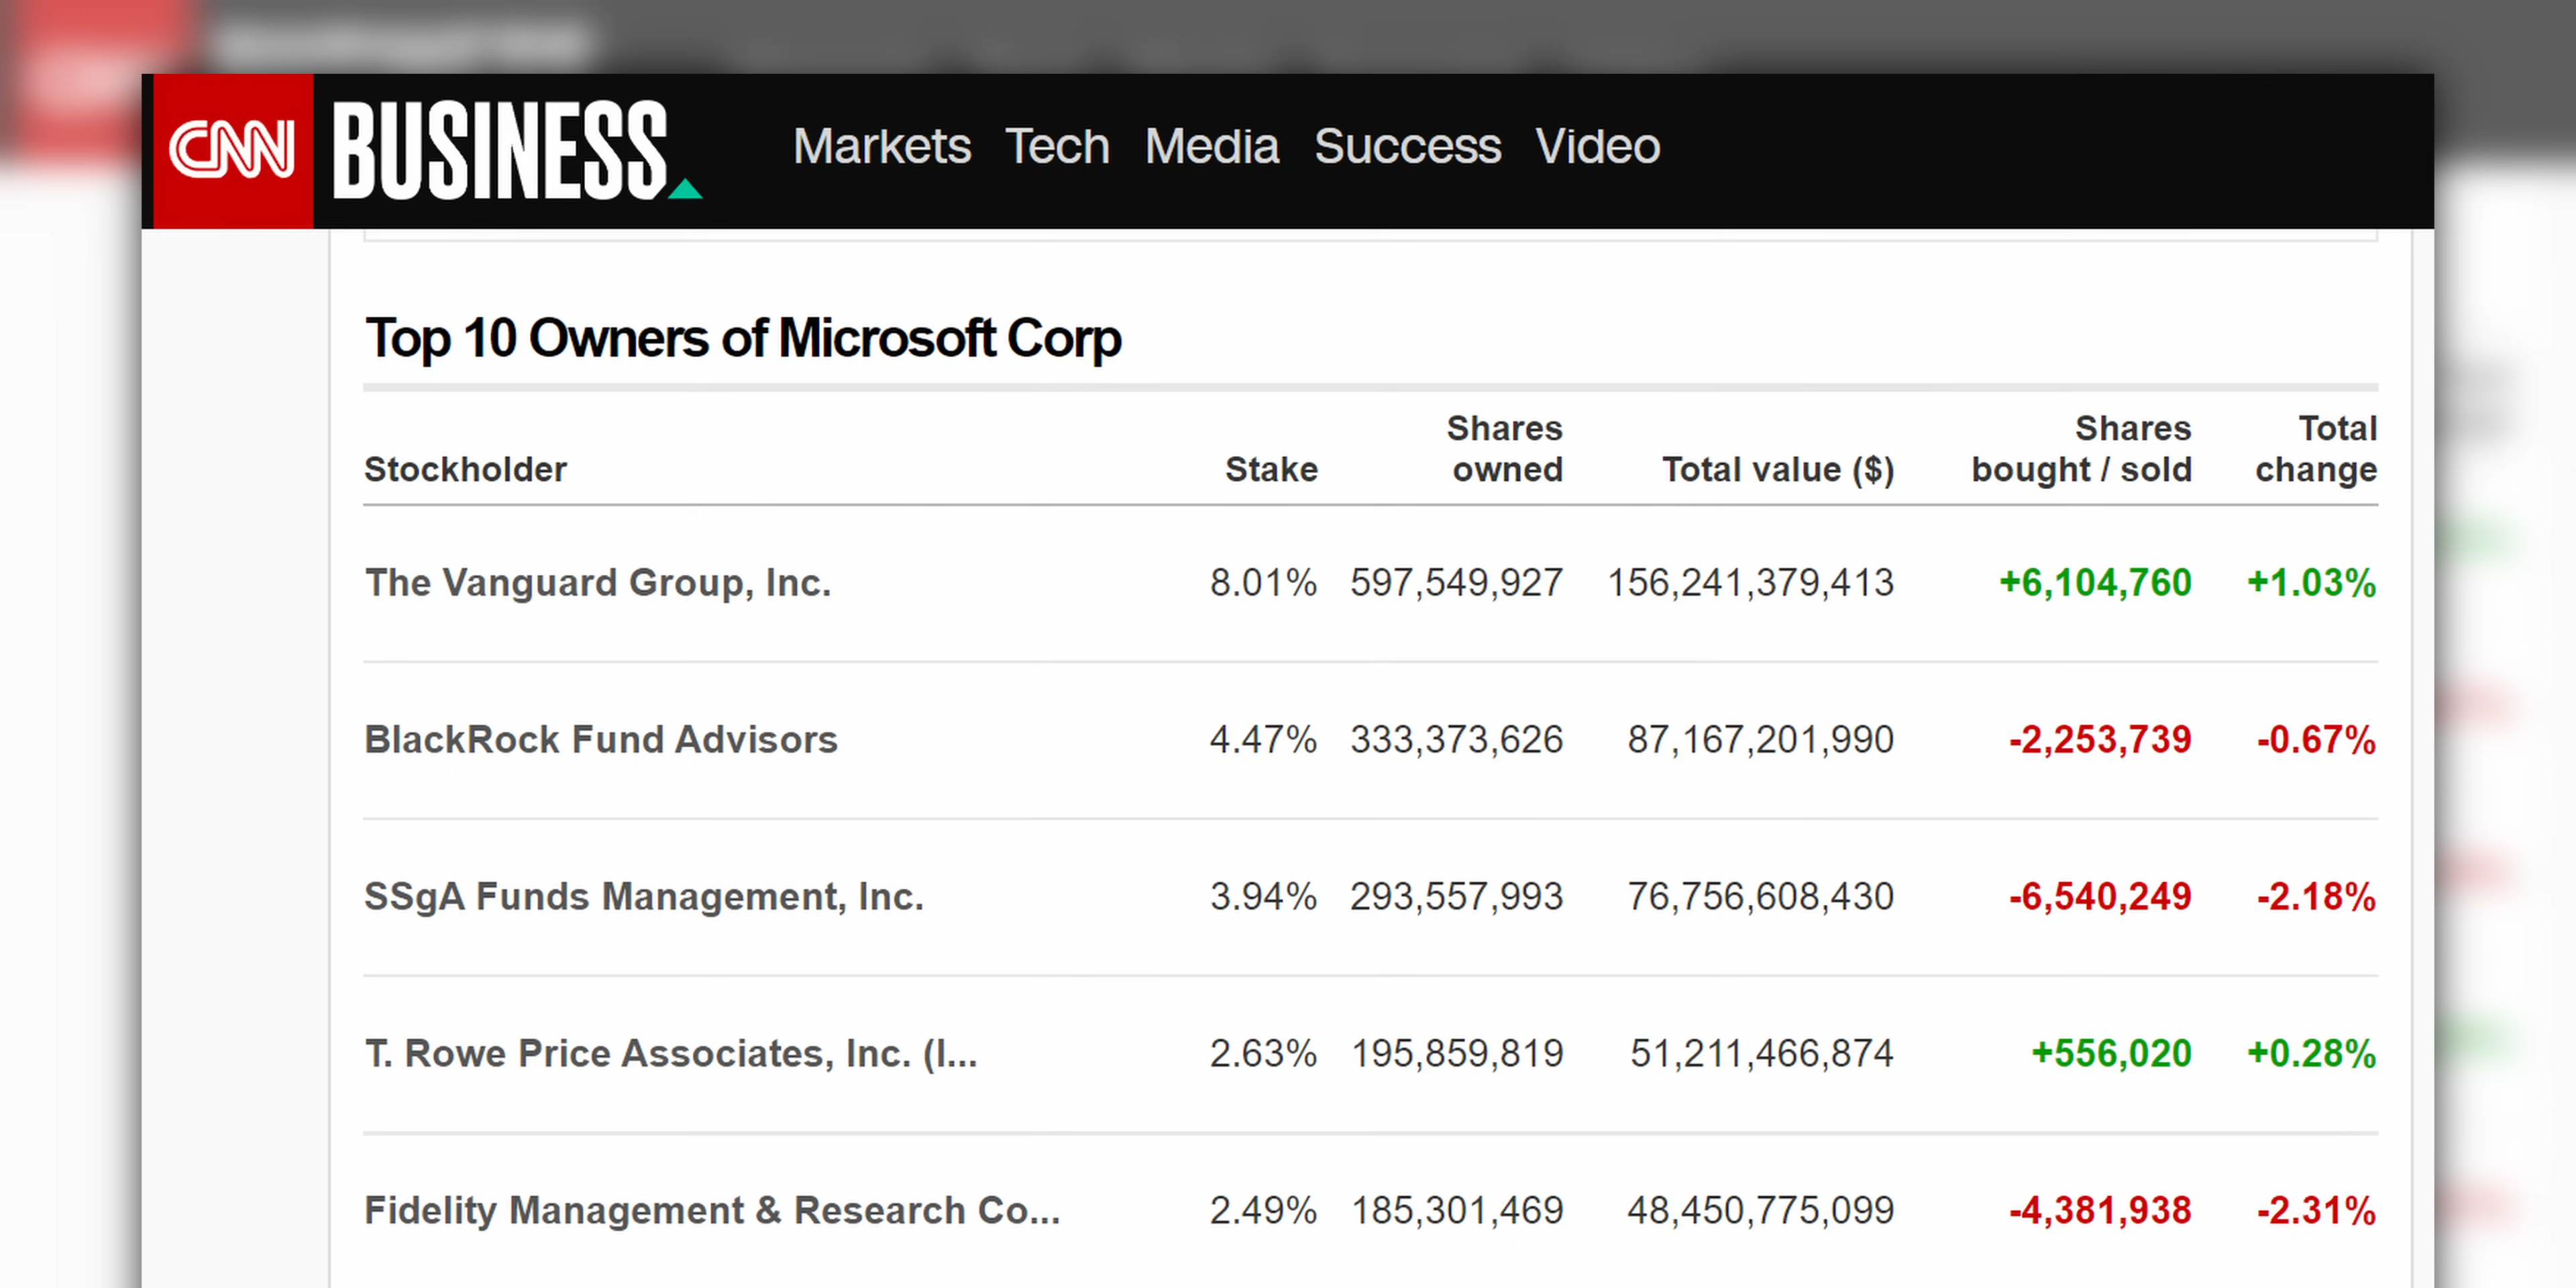 CNN BUSINESS Markets Tech Media Success Video
Top 10 Owners of Microsoft Corp
Stockholder Stake Shares owned Total value ($) Shares bought / sold Total change
The Vanguard Group, Inc. 8.01% 597,549,927 156,241,379,413 +6,104,760 +1.03%
BlackRock Fund Advisors 4.47% 333,373,626 87,167,201,990 -2,253,739 -0.67%
SSgA Funds Management, Inc. 3.94% 293,557,993 76,756,608,430 -6,540,249 -2.18%
T. Rowe Price Associates, Inc. (I... 2.63% 195,859,819 51,211,466,874 +556,020 +0.28%
Fidelity Management & Research Co... 2.49% 185,301,469 48,450,775,099 -4,381,938 -2.31%